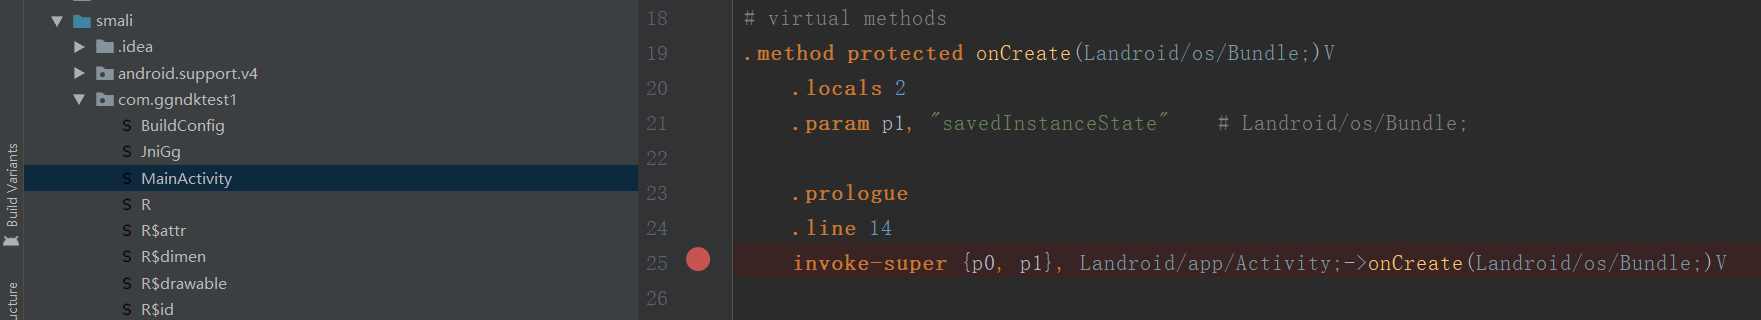 smali
.idea
android.support.v4
com.ggndktest1
BuildConfig
JniGg
MainActivity
R
R$attr
R$dimen
R$drawable
R$id
Build Variants
ucture
18 # virtual methods
19 .method protected onCreate(Landroid/os/Bundle;)V
20 .locals 2
21 .param p1, "savedInstanceState" # Landroid/os/Bundle;
22
23 .prologue
24 .line 14
25 invoke-super {p0, p1}, Landroid/app/Activity;->onCreate(Landroid/os/Bundle;)V
26